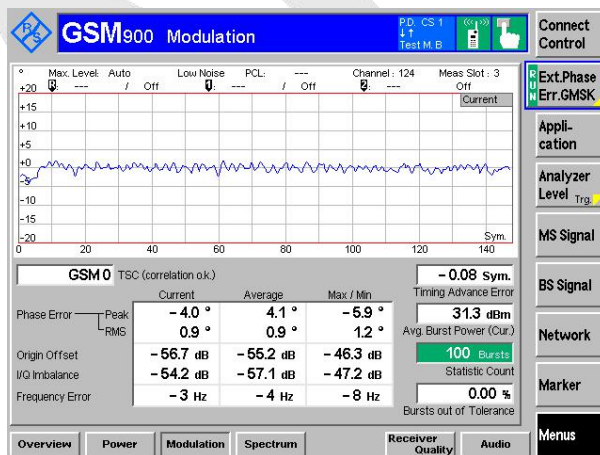 R&S GSM900 Modulation
P.D. CS 1
Test M. B
Connect Control
° Max. Level: Auto Low Noise PCL: --- Channel : 124 Meas Slot : 3
--- / Off --- / Off --- Off
Current
+20
+15
+10
+5
+0
-5
-10
-15
-20
Sym.
0 20 40 60 80 100 120 140
RUN
Ext.Phase Err.GMSK
Appli-
cation
Analyzer
Level Trg.
MS Signal
BS Signal
Network
Marker
Menus
GSM 0 TSC (correlation o.k.)
- 0.08 Sym.
Timing Advance Error
Current Average Max / Min
Phase Error Peak - 4.0 ° 4.1 ° - 5.9 °
RMS 0.9 ° 0.9 ° 1.2 °
31.3 dBm
Avg. Burst Power (Cur.)
Origin Offset - 56.7 dB - 55.2 dB - 46.3 dB
100 Bursts
Statistic Count
I/Q Imbalance - 54.2 dB - 57.1 dB - 47.2 dB
Frequency Error - 3 Hz - 4 Hz - 8 Hz
0.00 %
Bursts out of Tolerance
Overview Power Modulation Spectrum Receiver Quality Audio